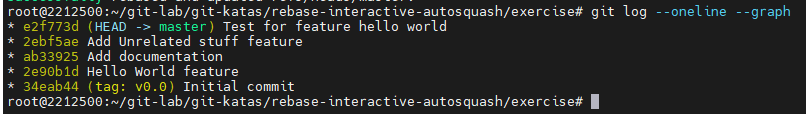 root@2212500:~/git-lab/git-katas/rebase-interactive-autosquash/exercise# git log --oneline --graph
* e2f773d (HEAD -> master) Test for feature hello world
* 2ebf5ae Add Unrelated stuff feature
* ab33925 Add documentation
* 2e90b1d Hello World feature
* 34eab44 (tag: v0.0) Initial commit
root@2212500:~/git-lab/git-katas/rebase-interactive-autosquash/exercise#